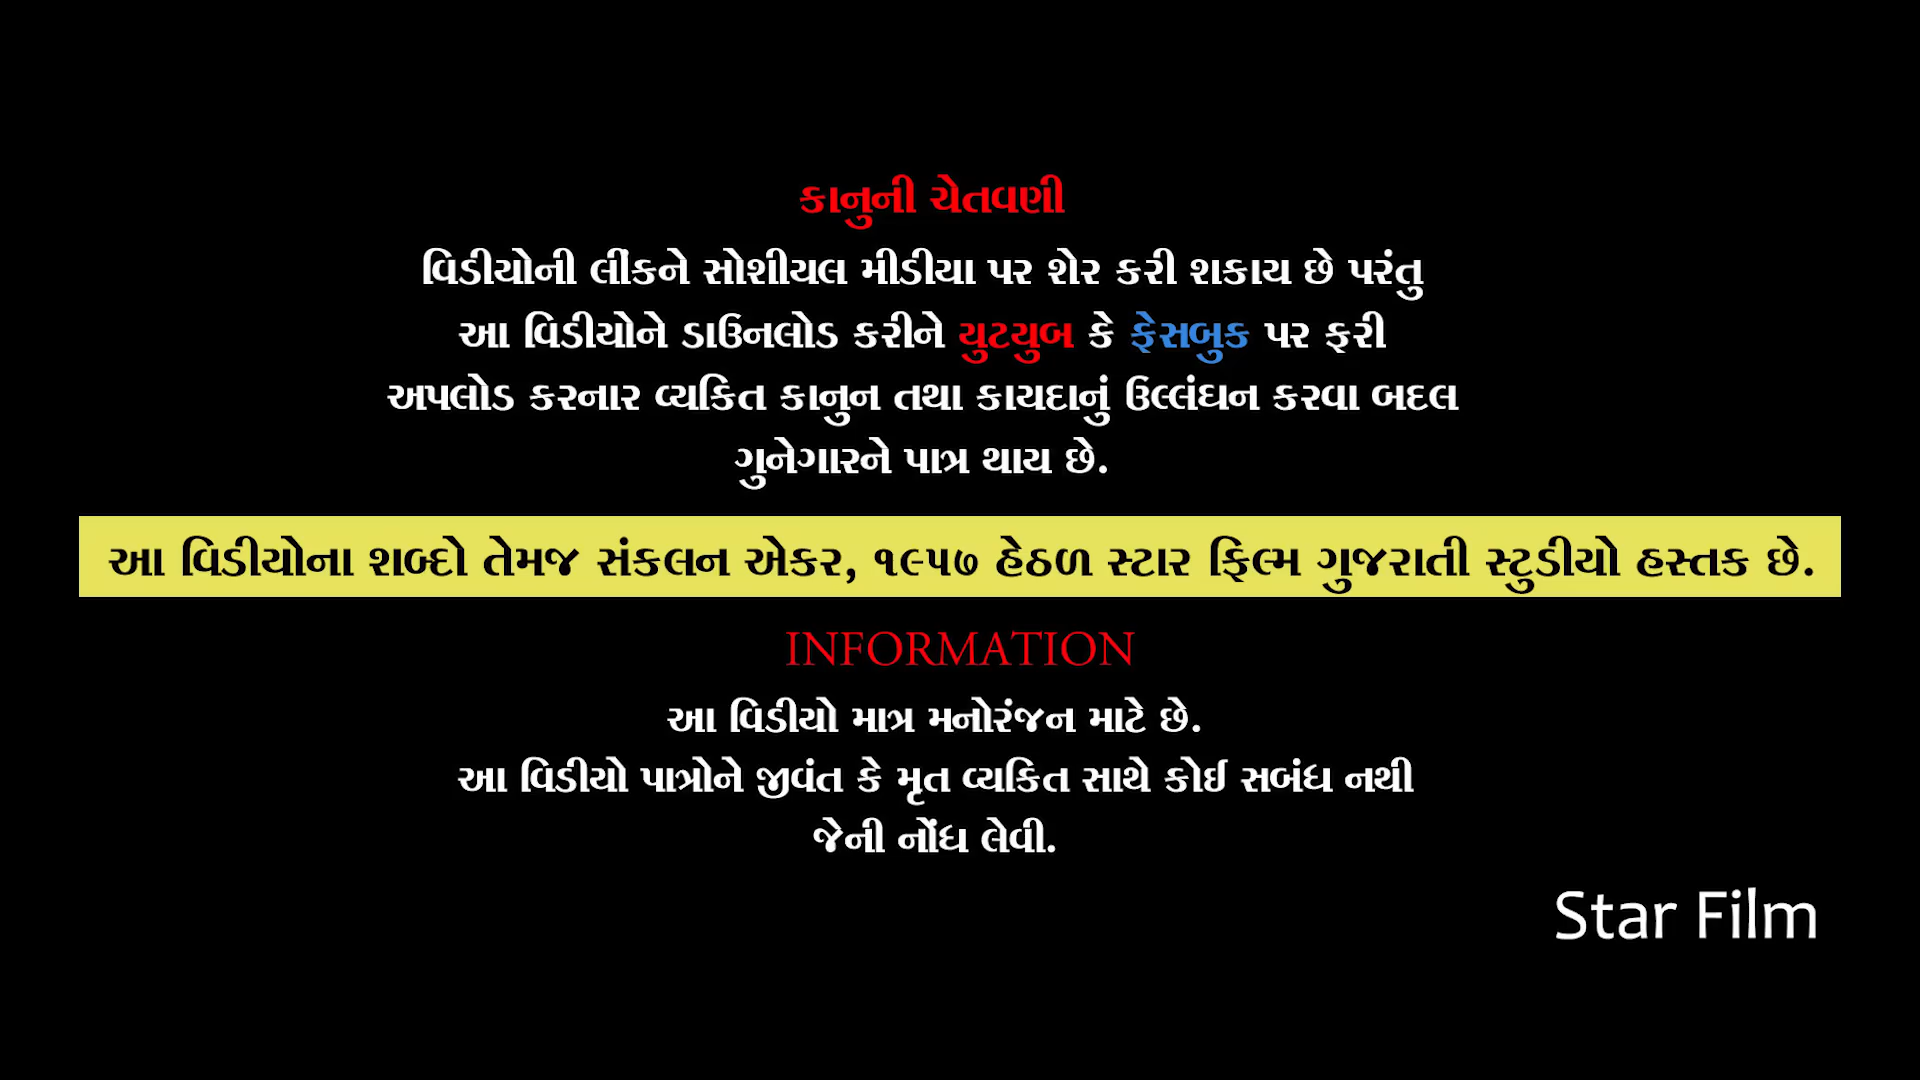 કાનુની ચેતવણી
વિડીયોની લીંકને સોશીયલ મીડીયા પર શેર કરી શકાય છે પરંતુ
આ વિડીયોને ડાઉનલોડ કરીને યુટયુબ કે ફેસબુક પર ફરી
અપલોડ કરનાર વ્યકિત કાનુન તથા કાયદાનું ઉલ્લંઘન કરવા બદલ
ગુનેગારને પાત્ર થાય છે.
આ વિડીયોના શબ્દો તેમજ સંકલન એકર, ૧૯૫૭ હેઠળ સ્ટાર ફિલ્મ ગુજરાતી સ્ટુડીયો હસ્તક છે.
INFORMATION
આ વિડીયો માત્ર મનોરંજન માટે છે.
આ વિડીયો પાત્રોને જીવંત કે મૃત વ્યકિત સાથે કોઈ સબંધ નથી
જેની નોંધ લેવી.
Star Film